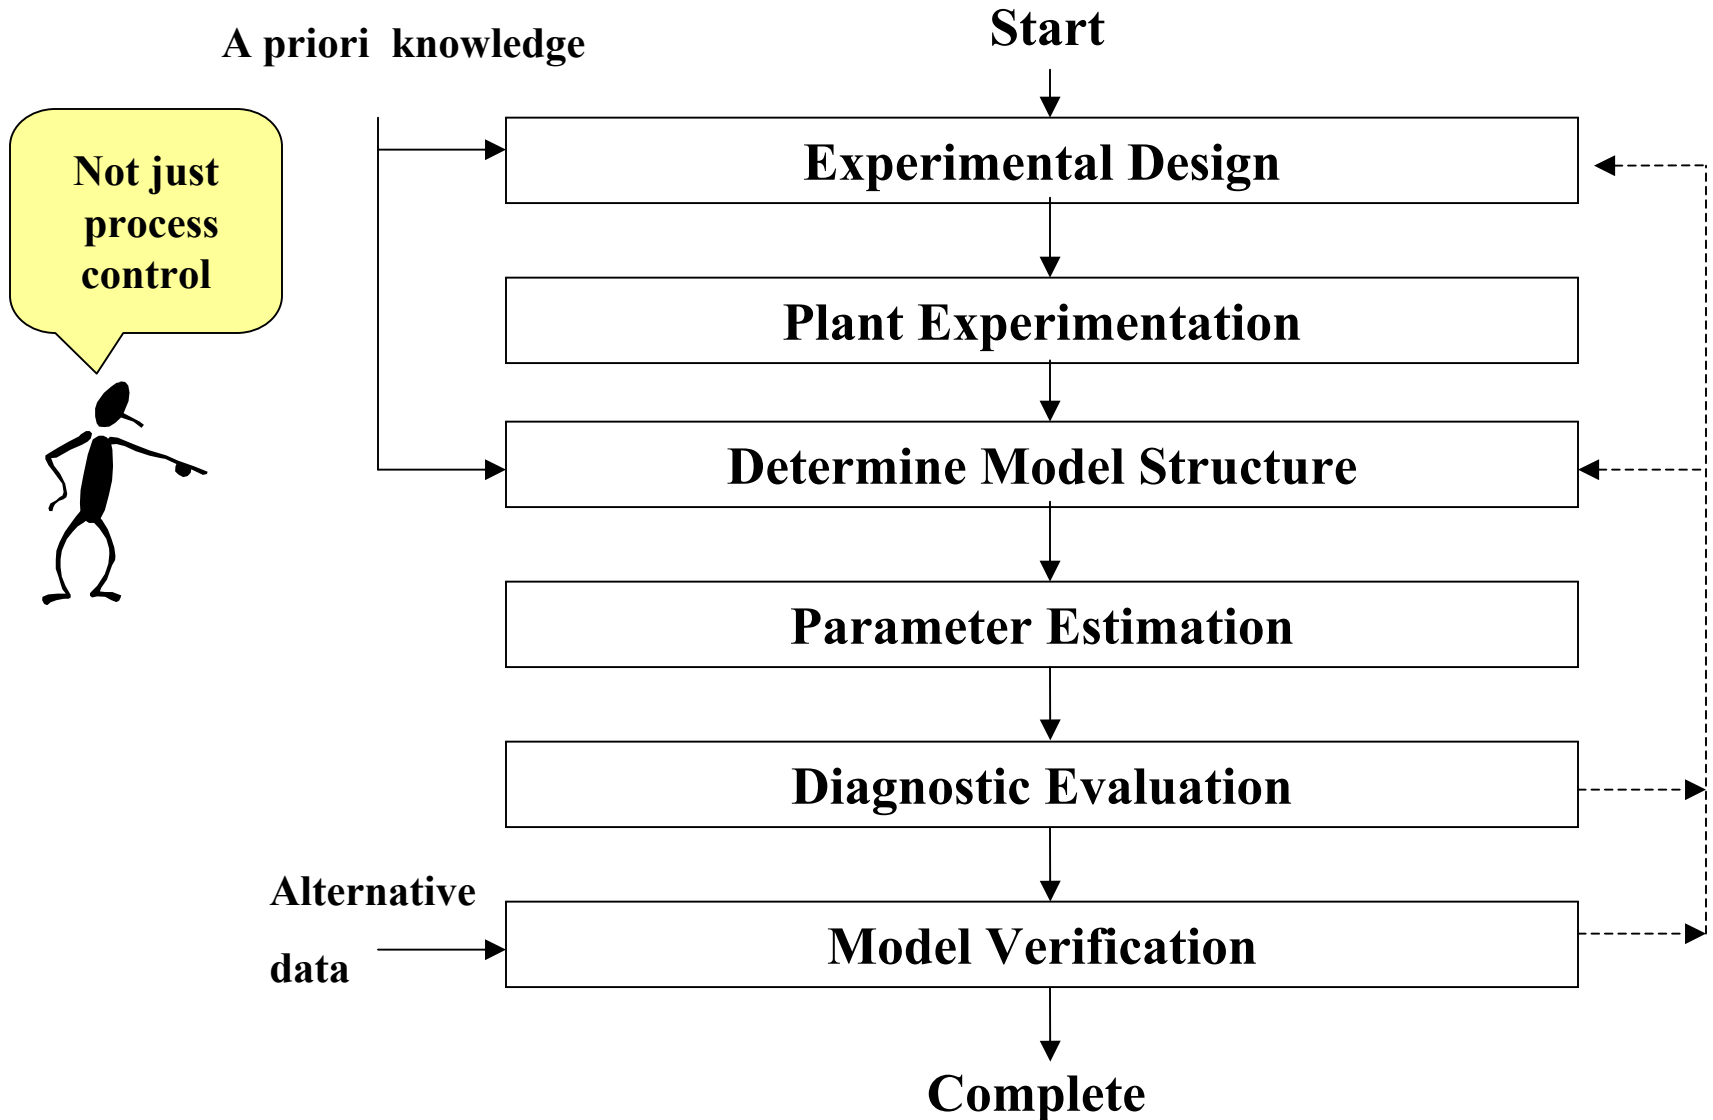 A priori knowledge
Start
Not just
process
control
Experimental Design
Plant Experimentation
Determine Model Structure
Parameter Estimation
Diagnostic Evaluation
Alternative
data
Model Verification
Complete